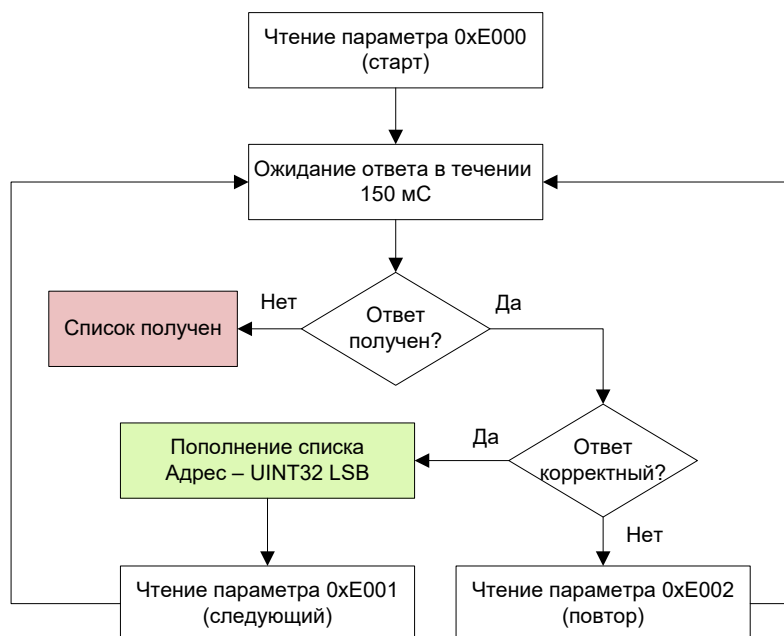 Чтение параметра 0xE000
(старт)
Ожидание ответа в течении
150 мС
Нет
Да
Список получен
Ответ
получен?
Пополнение списка
Адрес – UINT32 LSB
Да
Ответ
корректный?
Нет
Чтение параметра 0xE001
(следующий)
Чтение параметра 0xE002
(повтор)